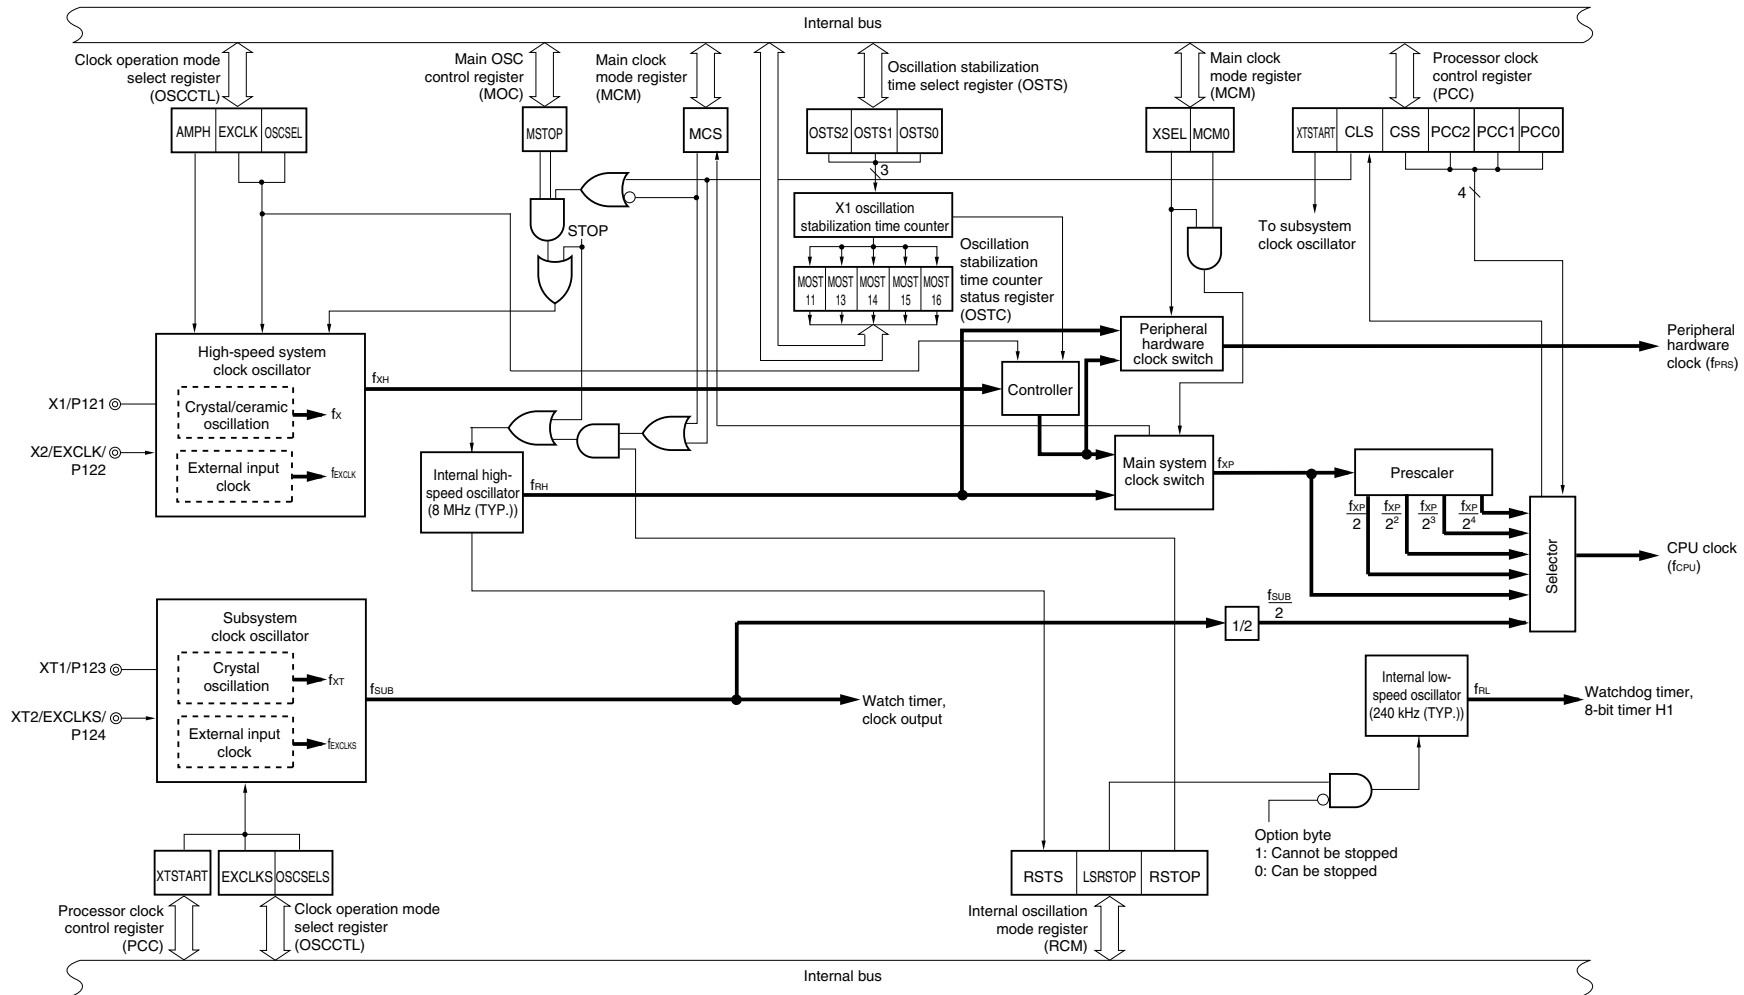 Internal bus
Clock operation mode
select register
(OSCCTL)
Main OSC
control register
(MOC)
Main clock
mode register
(MCM)
Oscillation stabilization
time select register (OSTS)
Main clock
mode register
(MCM)
Processor clock
control register
(PCC)
AMPH EXCLK OSCSEL
MSTOP
MCS
OSTS2 OSTS1 OSTS0
XSEL MCM0
XTSTART CLS CSS PCC2 PCC1 PCC0
3
4
STOP
X1 oscillation
stabilization time counter
To subsystem
clock oscillator
Oscillation
stabilization
time counter
status register
(OSTC)
MOST MOST MOST MOST MOST
11 13 14 15 16
High-speed system
clock oscillator
Crystal/ceramic
oscillation
fX
External input
clock
fEXCLK
X1/P121
X2/EXCLK/
P122
fXH
Controller
Peripheral
hardware
clock switch
Peripheral
hardware
clock (fPRS)
Internal high-
speed oscillator
(8 MHz (TYP.))
fRH
Main system
clock switch
fXP
Prescaler
fXP fXP fXP fXP
2 2² 2³ 2⁴
Selector
CPU clock
(fCPU)
Subsystem
clock oscillator
Crystal
oscillation
fXT
External input
clock
fEXCLKS
XT1/P123
XT2/EXCLKS/
P124
fSUB
Watch timer,
clock output
1/2
fSUB
2
Internal low-
speed oscillator
(240 kHz (TYP.))
fRL
Watchdog timer,
8-bit timer H1
Option byte
1: Cannot be stopped
0: Can be stopped
XTSTART
EXCLKS OSCSELS
RSTS LSRSTOP RSTOP
Processor clock
control register
(PCC)
Clock operation mode
select register
(OSCCTL)
Internal oscillation
mode register
(RCM)
Internal bus